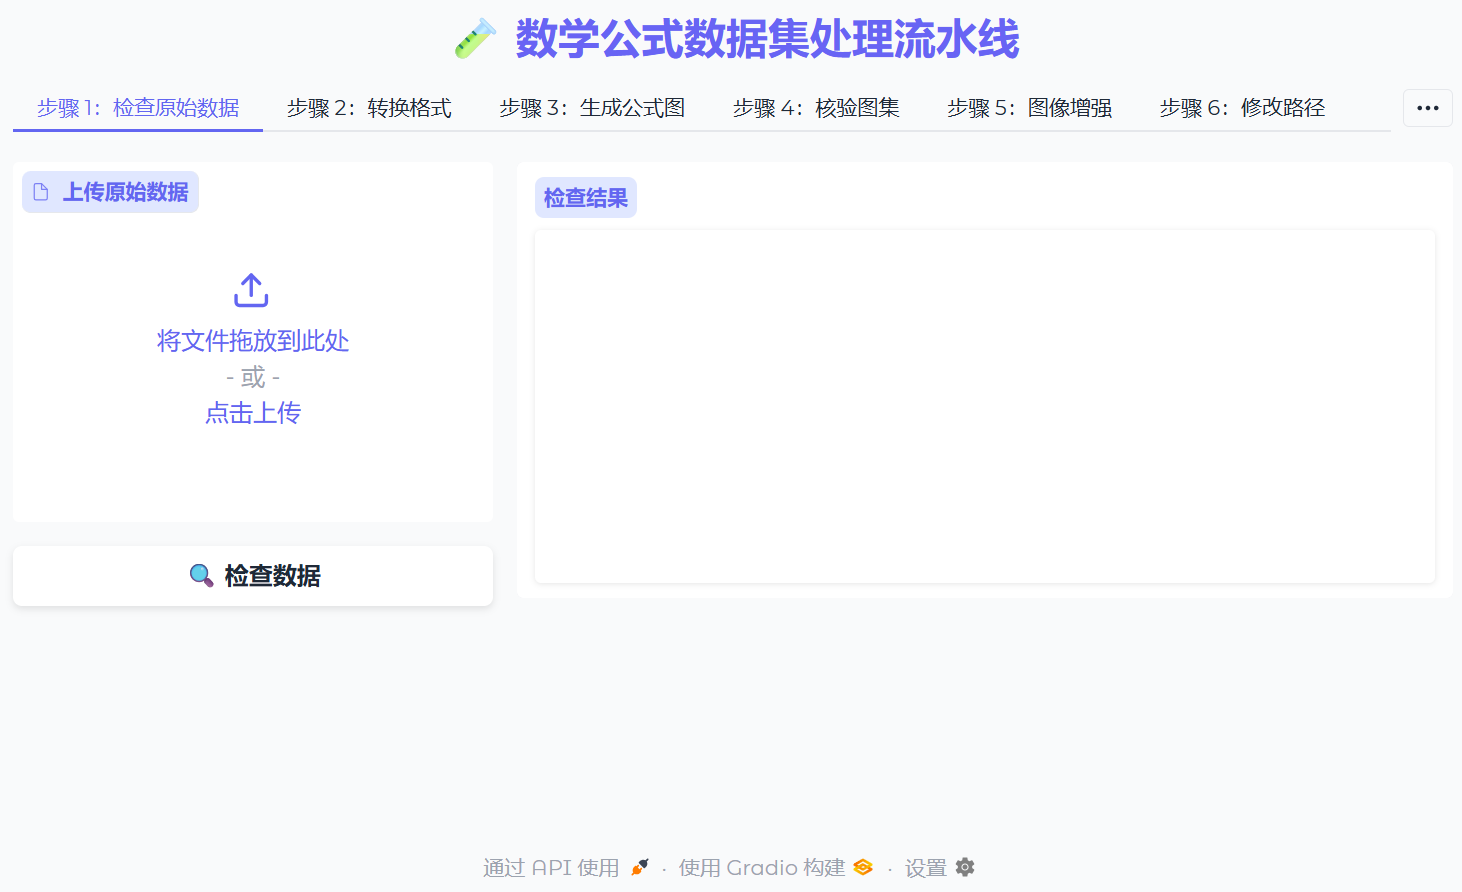 数学公式数据集处理流水线
步骤 1：检查原始数据
步骤 2：转换格式
步骤 3：生成公式图
步骤 4：核验图集
步骤 5：图像增强
步骤 6：修改路径
上传原始数据
将文件拖放到此处
- 或 -
点击上传
检查数据
检查结果
通过 API 使用 · 使用 Gradio 构建 · 设置